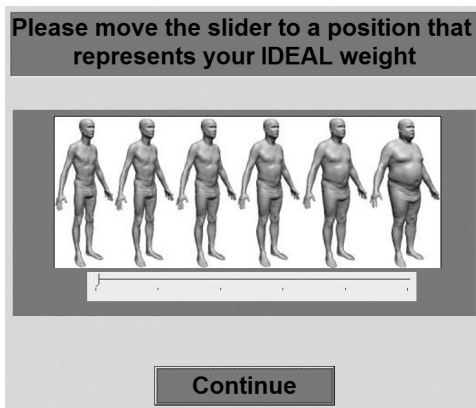 Please move the slider to a position that
represents your IDEAL weight
Continue